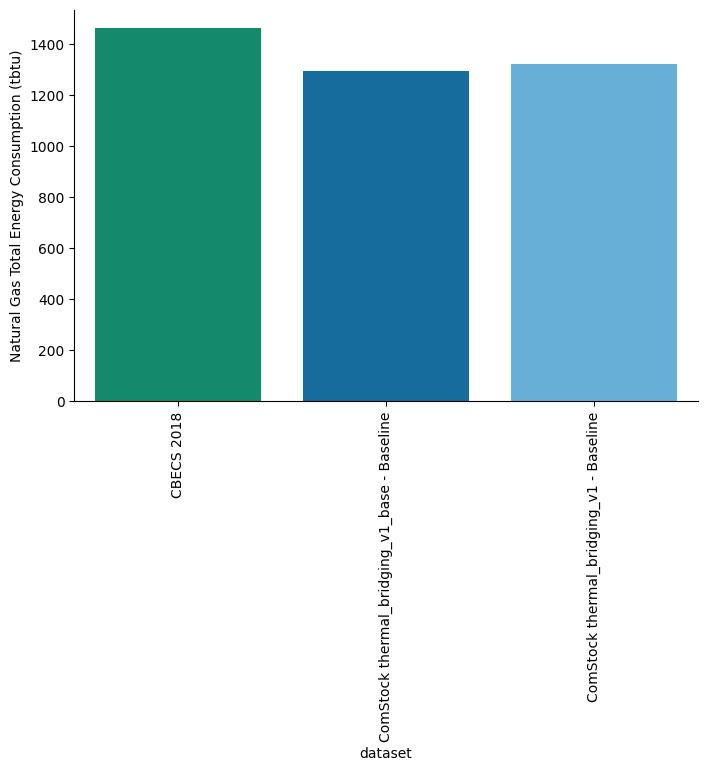 Natural Gas Total Energy Consumption (tbtu)
1400
1200
1000
800
600
400
200
0
CBECS 2018
ComStock thermal_bridging_v1_base - Baseline
ComStock thermal_bridging_v1 - Baseline
dataset